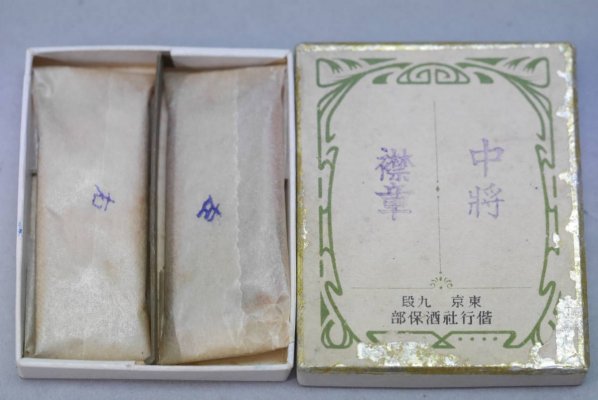 右
左
中將
襟章
東京 九段
偕行社酒保部